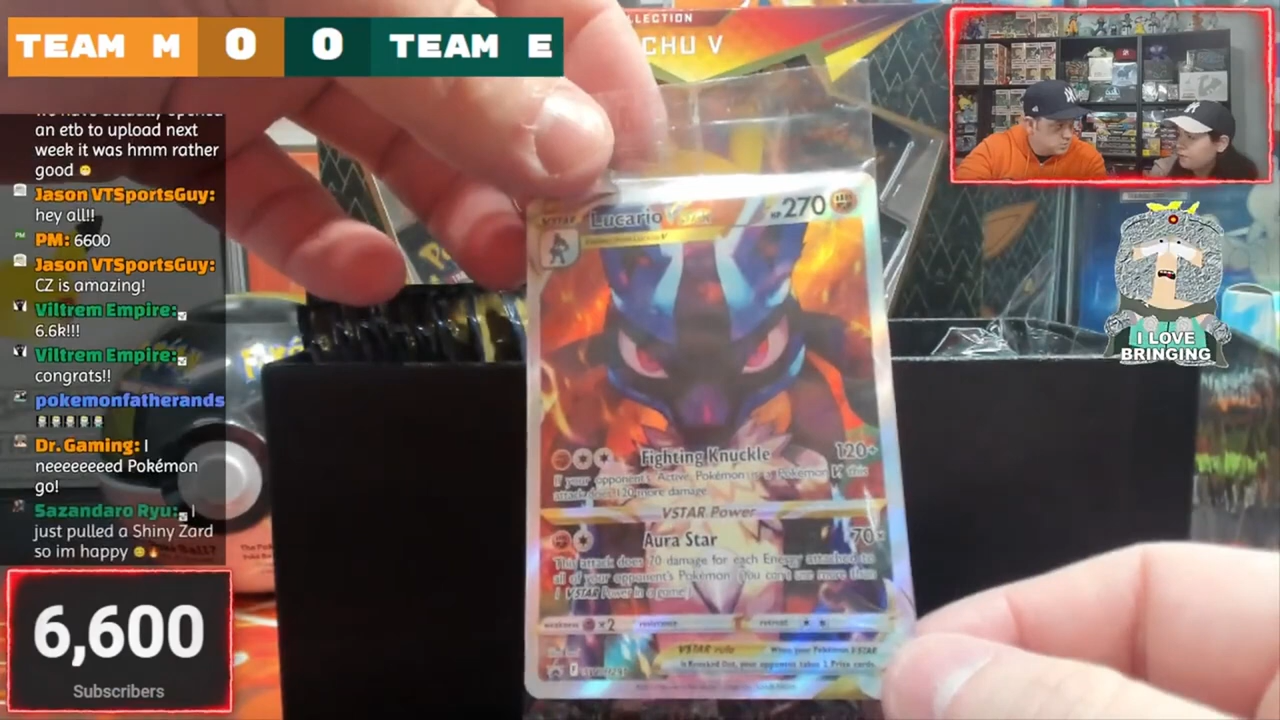 TEAM M 0 0 TEAM E
COLLECTION
CHU V
an etb to upload next
week it was hmm rather
good
Jason VTSportsGuy:
hey all!!
PM: 6600
Jason VTSportsGuy:
CZ is amazing!
Viltrem Empire:
6.6k!!!
Viltrem Empire:
congrats!!
pokemonfatherands
Dr. Gaming: I
neeeeeeeed Pokémon
go!
Sazandaro Ryu: I
just pulled a Shiny Zard
so im happy
6,600
Subscribers
I LOVE
BRINGING
VSTAR Lucario VSTAR HP 270
Fighting Knuckle 120+
If your opponent's Active Pokémon is a Pokémon V, this
attack does 120 more damage.
VSTAR Power
Aura Star 70×
This attack does 70 damage for each Energy attached to
all of your opponent's Pokémon. (You can't use more than
1 VSTAR Power in a game.)
weakness ×2 resistance retreat
VSTAR rule When your Pokémon VSTAR
is Knocked Out, your opponent takes 2 Prize cards.